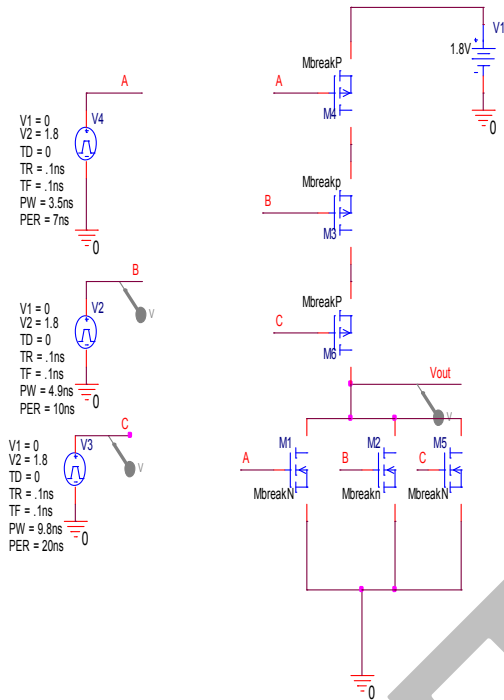 V1
1.8V
0
MbreakP
A
M4
A
V4
V1 = 0
V2 = 1.8
TD = 0
TR = .1ns
TF = .1ns
PW = 3.5ns
PER = 7ns
0
Mbreakp
B
M3
B
V2
V
V1 = 0
V2 = 1.8
TD = 0
TR = .1ns
TF = .1ns
PW = 4.9ns
PER = 10ns
0
MbreakP
C
M6
Vout
V
C
V3
V
V1 = 0
V2 = 1.8
TD = 0
TR = .1ns
TF = .1ns
PW = 9.8ns
PER = 20ns
0
M1
M2
M5
A
B
C
MbreakN
Mbreakn
MbreakN
0